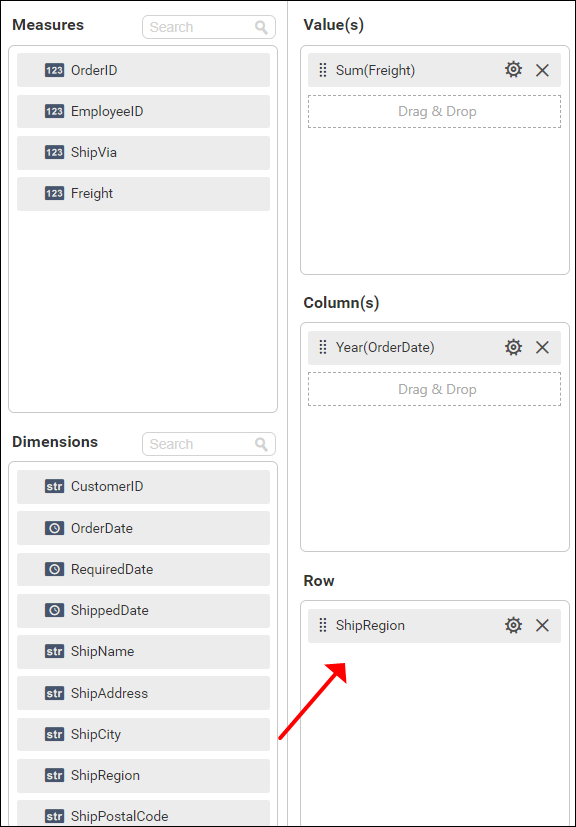 Measures
Search
123 OrderID
123 EmployeeID
123 ShipVia
123 Freight
Dimensions
Search
str CustomerID
OrderDate
RequiredDate
ShippedDate
str ShipName
str ShipAddress
str ShipCity
str ShipRegion
str ShipPostalCode
Value(s)
Sum(Freight)
Drag & Drop
Column(s)
Year(OrderDate)
Drag & Drop
Row
ShipRegion